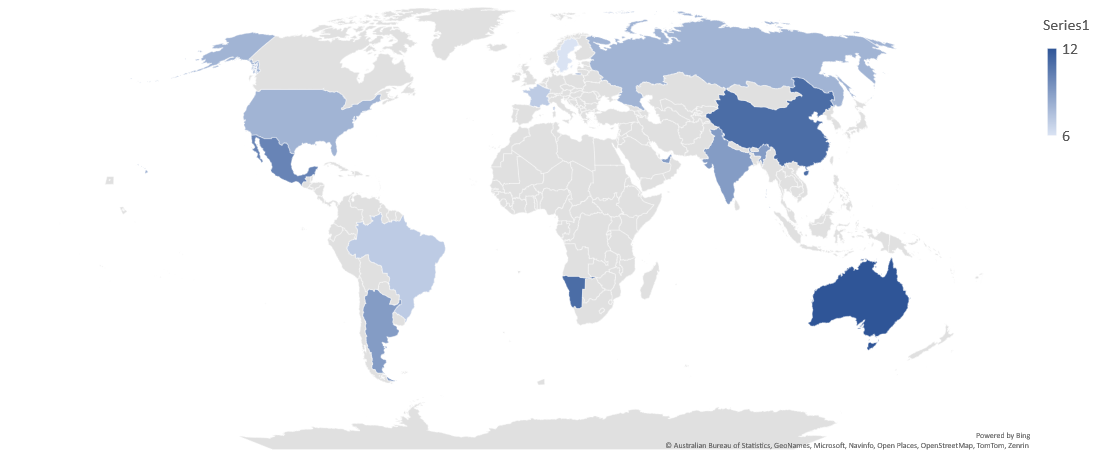 Series1
12
6
Powered by Bing
© Australian Bureau of Statistics, GeoNames, Microsoft, Navinfo, Open Places, OpenStreetMap, TomTom, Zenrin